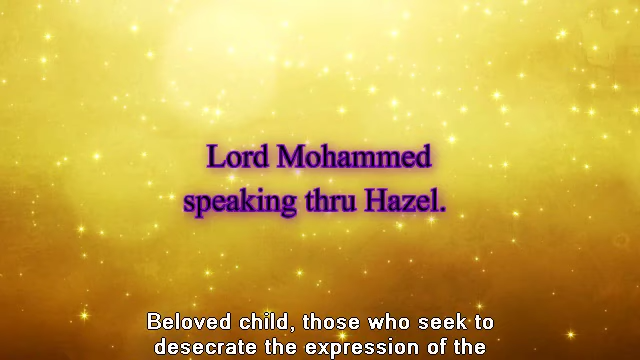 Lord Mohammed
speaking thru Hazel.
Beloved child, those who seek to
desecrate the expression of the